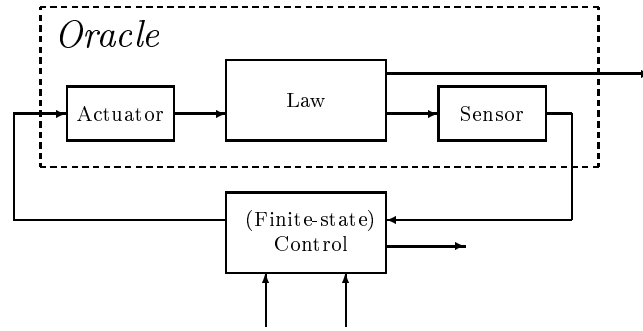 Oracle
Actuator
Law
Sensor
(Finite-state)
Control